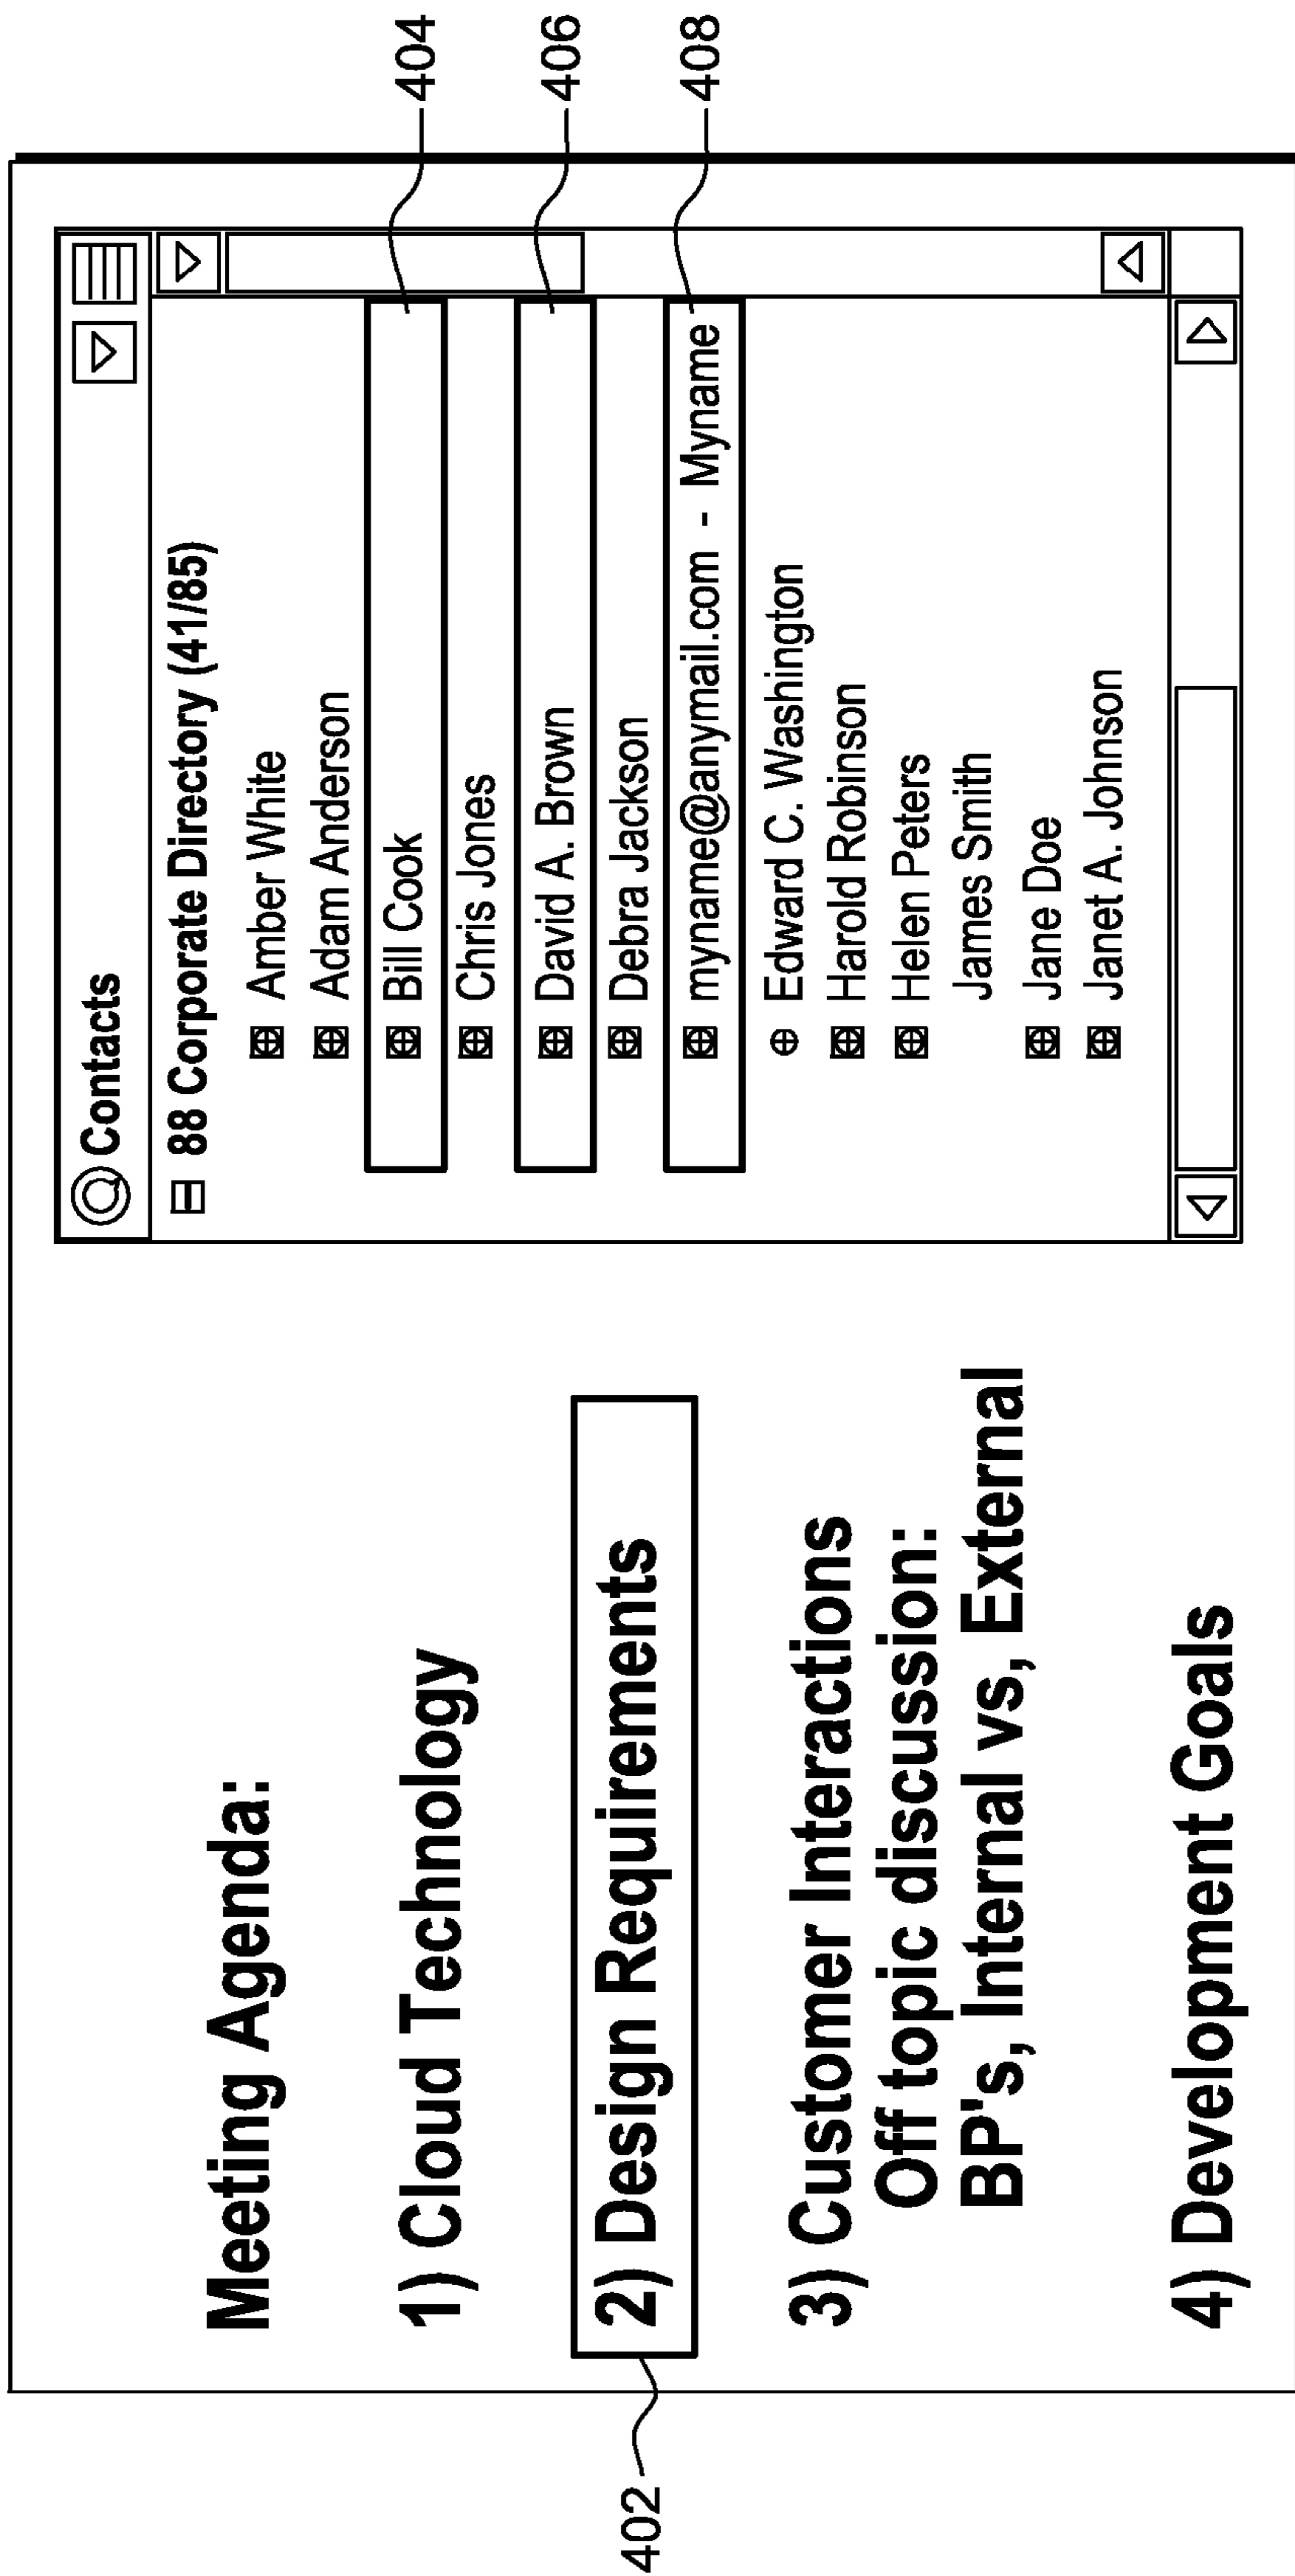 Meeting Agenda:
1) Cloud Technology
2) Design Requirements
3) Customer Interactions
Off topic discussion:
BP's, Internal vs, External
4) Development Goals
402
Contacts
88 Corporate Directory (41/85)
Amber White
Adam Anderson
Bill Cook
Chris Jones
David A. Brown
Debra Jackson
myname@anymail.com - Myname
Edward C. Washington
Harold Robinson
Helen Peters
James Smith
Jane Doe
Janet A. Johnson
404
406
408